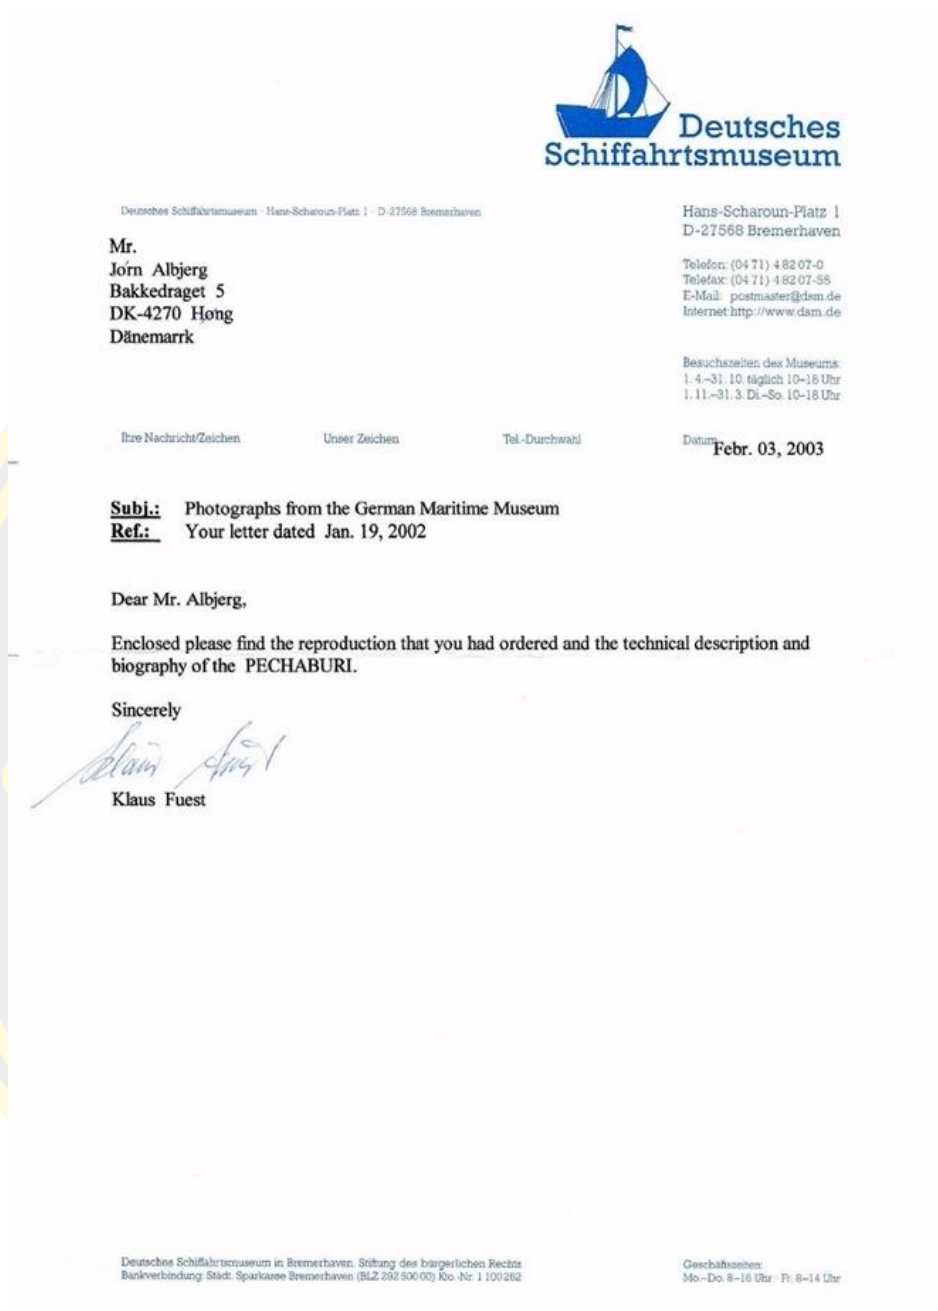 Deutsches
Schiffahrtsmuseum
Deutsches Schiffahrtsmuseum · Hans-Scharoun-Platz 1 · D-27568 Bremerhaven
Hans-Scharoun-Platz 1
D-27568 Bremerhaven
Mr.
Jørn Albjerg
Bakkedraget 5
DK-4270 Høng
Dänemarrk
Telefon: (04 71) 4 82 07-0
Telefax: (04 71) 4 82 07-55
E-Mail: postmaster@dsm.de
Internet:http://www.dsm.de
Besuchszeiten des Museums:
1. 4.–31. 10. täglich 10–18 Uhr
1. 11.–31. 3. Di.–So. 10–18 Uhr
Ihre Nachricht/Zeichen Unser Zeichen Tel.-Durchwahl Datum Febr. 03, 2003
Subj.: Photographs from the German Maritime Museum
Ref.: Your letter dated Jan. 19, 2002
Dear Mr. Albjerg,
Enclosed please find the reproduction that you had ordered and the technical description and
biography of the PECHABURI.
Sincerely
Klaus Fuest
Klaus Fuest
Deutsches Schiffahrtsmuseum in Bremerhaven, Stiftung des bürgerlichen Rechts
Bankverbindung: Städt. Sparkasse Bremerhaven (BLZ 292 500 00) Kto.-Nr. 1 100 262
Geschäftszeiten:
Mo.–Do. 8–16 Uhr · Fr. 8–14 Uhr